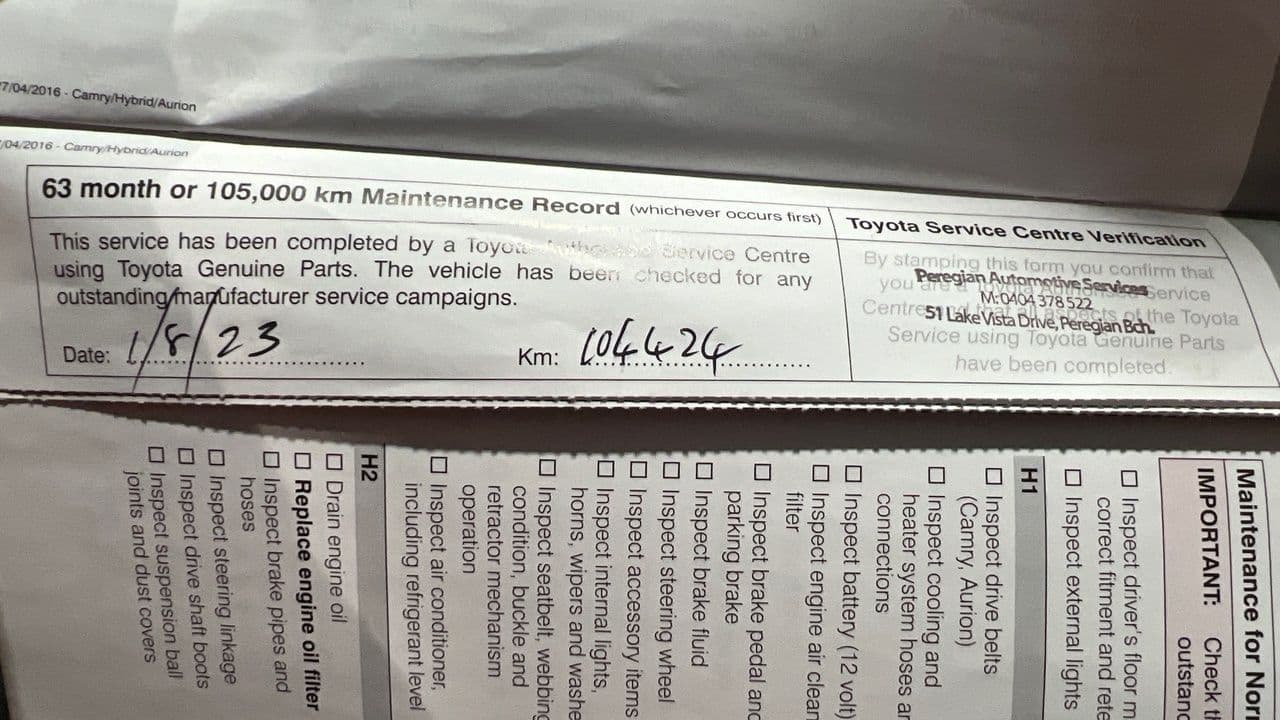 7/04/2016 - Camry/Hybrid/Aurion
/04/2016 - Camry/Hybrid/Aurion
63 month or 105,000 km Maintenance Record (whichever occurs first)
This service has been completed by a Toyota Authorised Service Centre
using Toyota Genuine Parts. The vehicle has been checked for any
outstanding manufacturer service campaigns.
Date: 1/8/23
Km: 104424
Toyota Service Centre Verification
By stamping this form you confirm that
you are a Toyota Authorised Service
Centre and that all aspects of the Toyota
Service using Toyota Genuine Parts
have been completed.
Peregian Automotive Services
M:0404 378 522
51 Lake Vista Drive, Peregian Bch.
Maintenance for Nor
IMPORTANT: Check t
outstand
☐ Inspect driver's floor m
correct fitment and rete
☐ Inspect external lights
H1
☐ Inspect drive belts
(Camry, Aurion)
☐ Inspect cooling and
heater system hoses an
connections
☐ Inspect battery (12 volt)
☐ Inspect engine air clean
filter
☐ Inspect brake pedal and
parking brake
☐ Inspect brake fluid
☐ Inspect steering wheel
☐ Inspect accessory items
☐ Inspect internal lights,
horns, wipers and washe
☐ Inspect seatbelt, webbing
condition, buckle and
retractor mechanism
operation
☐ Inspect air conditioner,
including refrigerant level
H2
☐ Drain engine oil
☐ Replace engine oil filter
☐ Inspect brake pipes and
hoses
☐ Inspect steering linkage
☐ Inspect drive shaft boots
☐ Inspect suspension ball
joints and dust covers